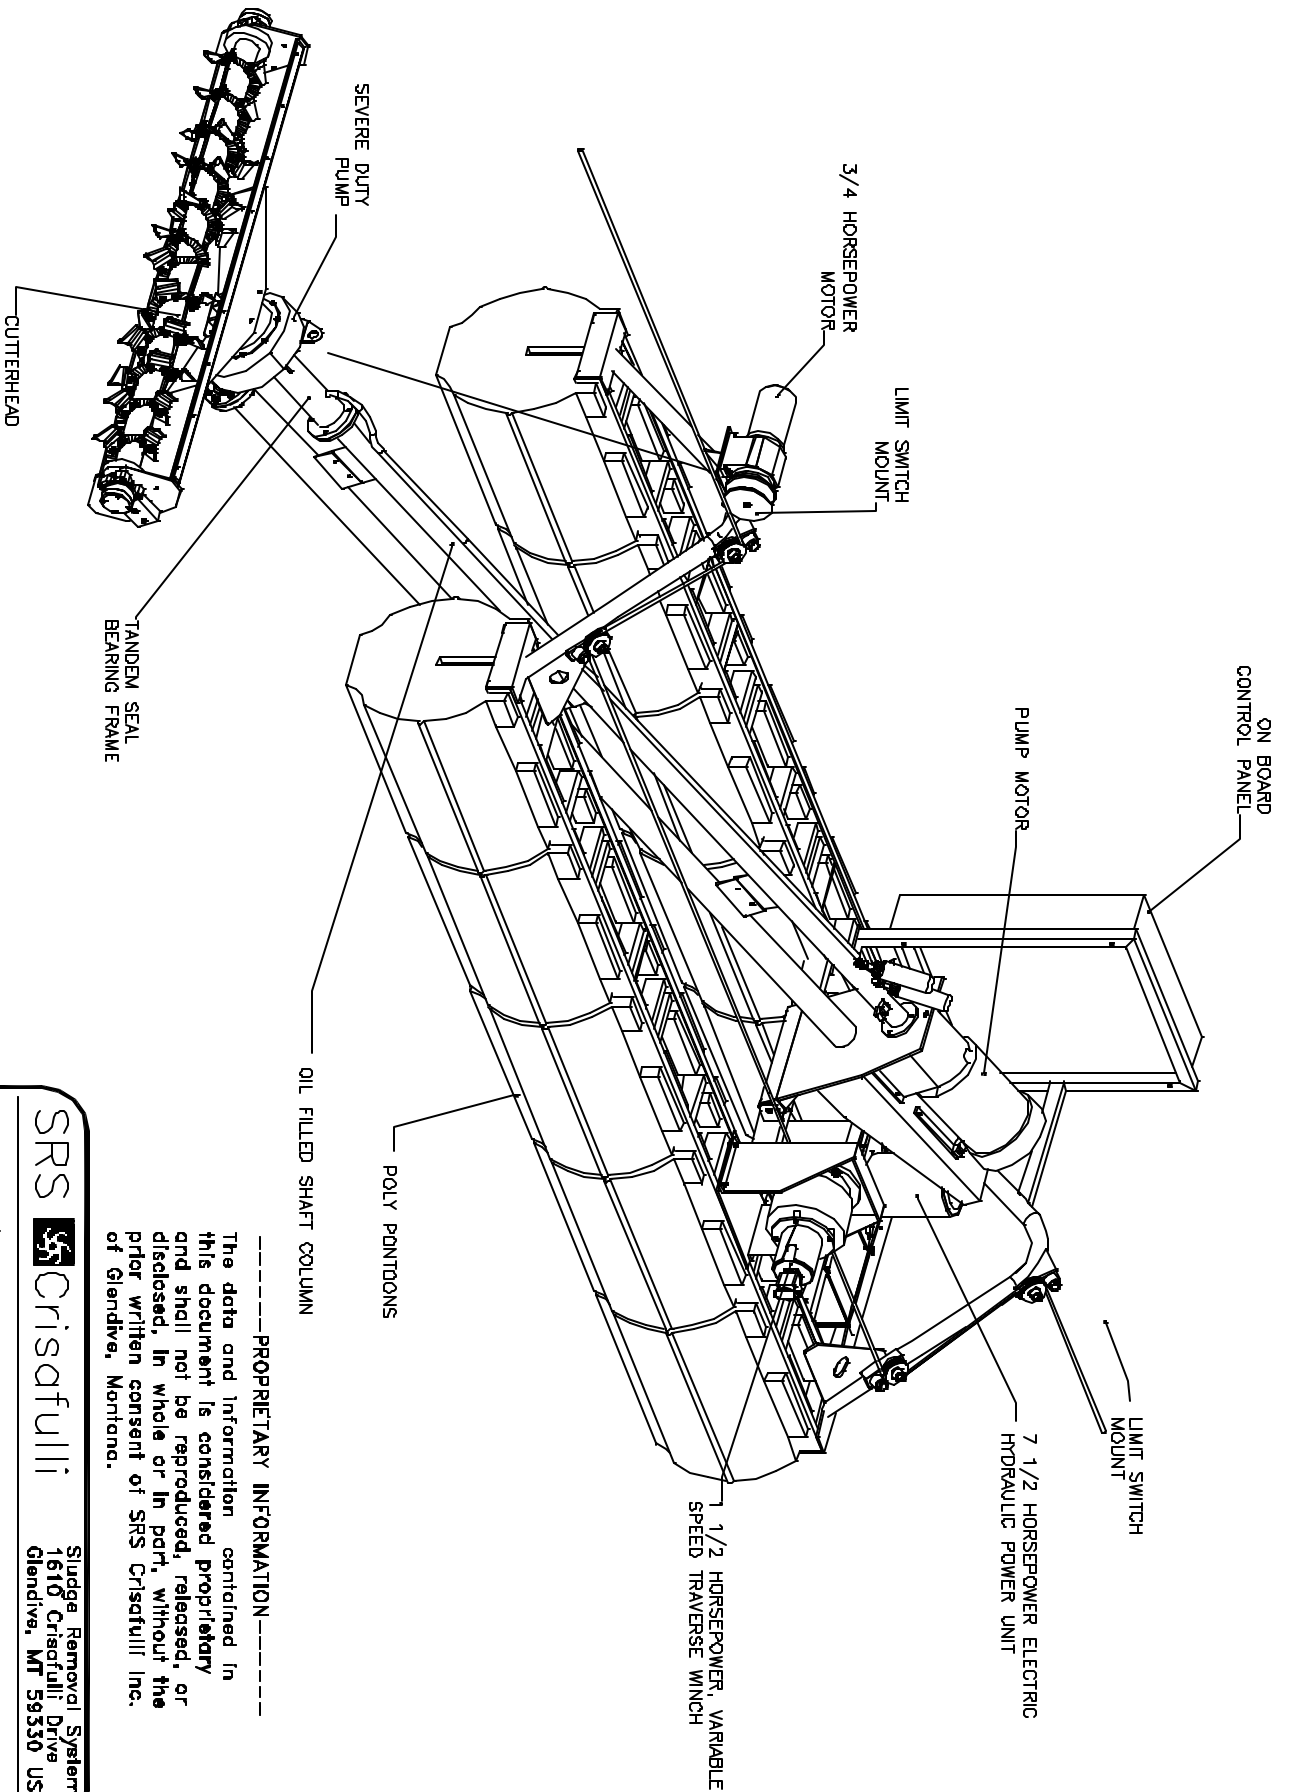 ON BOARD
CONTROL PANEL
PUMP MOTOR
LIMIT SWITCH
MOUNT
3/4 HORSEPOWER
MOTOR
SEVERE DUTY
PUMP
CUTTERHEAD
TANDEM SEAL
BEARING FRAME
OIL FILLED SHAFT COLUMN
POLY PONTOONS
LIMIT SWITCH
MOUNT
7 1/2 HORSEPOWER ELECTRIC
HYDRAULIC POWER UNIT
1 1/2 HORSEPOWER, VARIABLE
SPEED TRAVERSE WINCH
------PROPRIETARY INFORMATION------
The data and information contained in
this document is considered proprietary
and shall not be reproduced, released, or
disclosed, in whole or in part, without the
prior written consent of SRS Crisafulli Inc.
of Glendive, Montana.
SRS Crisafulli
Sludge Removal System
1610 Crisafulli Drive
Glendive, MT 59330 US